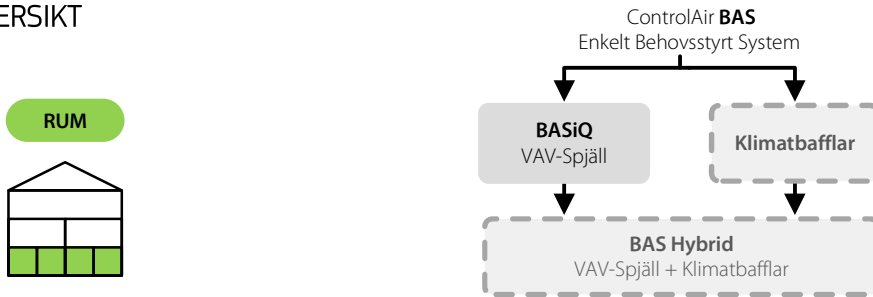 ERSIKT
ControlAir BAS
Enkelt Behovsstyrt System
RUM
BASiQ
VAV-Spjäll
Klimatbafflar
BAS Hybrid
VAV-Spjäll + Klimatbafflar